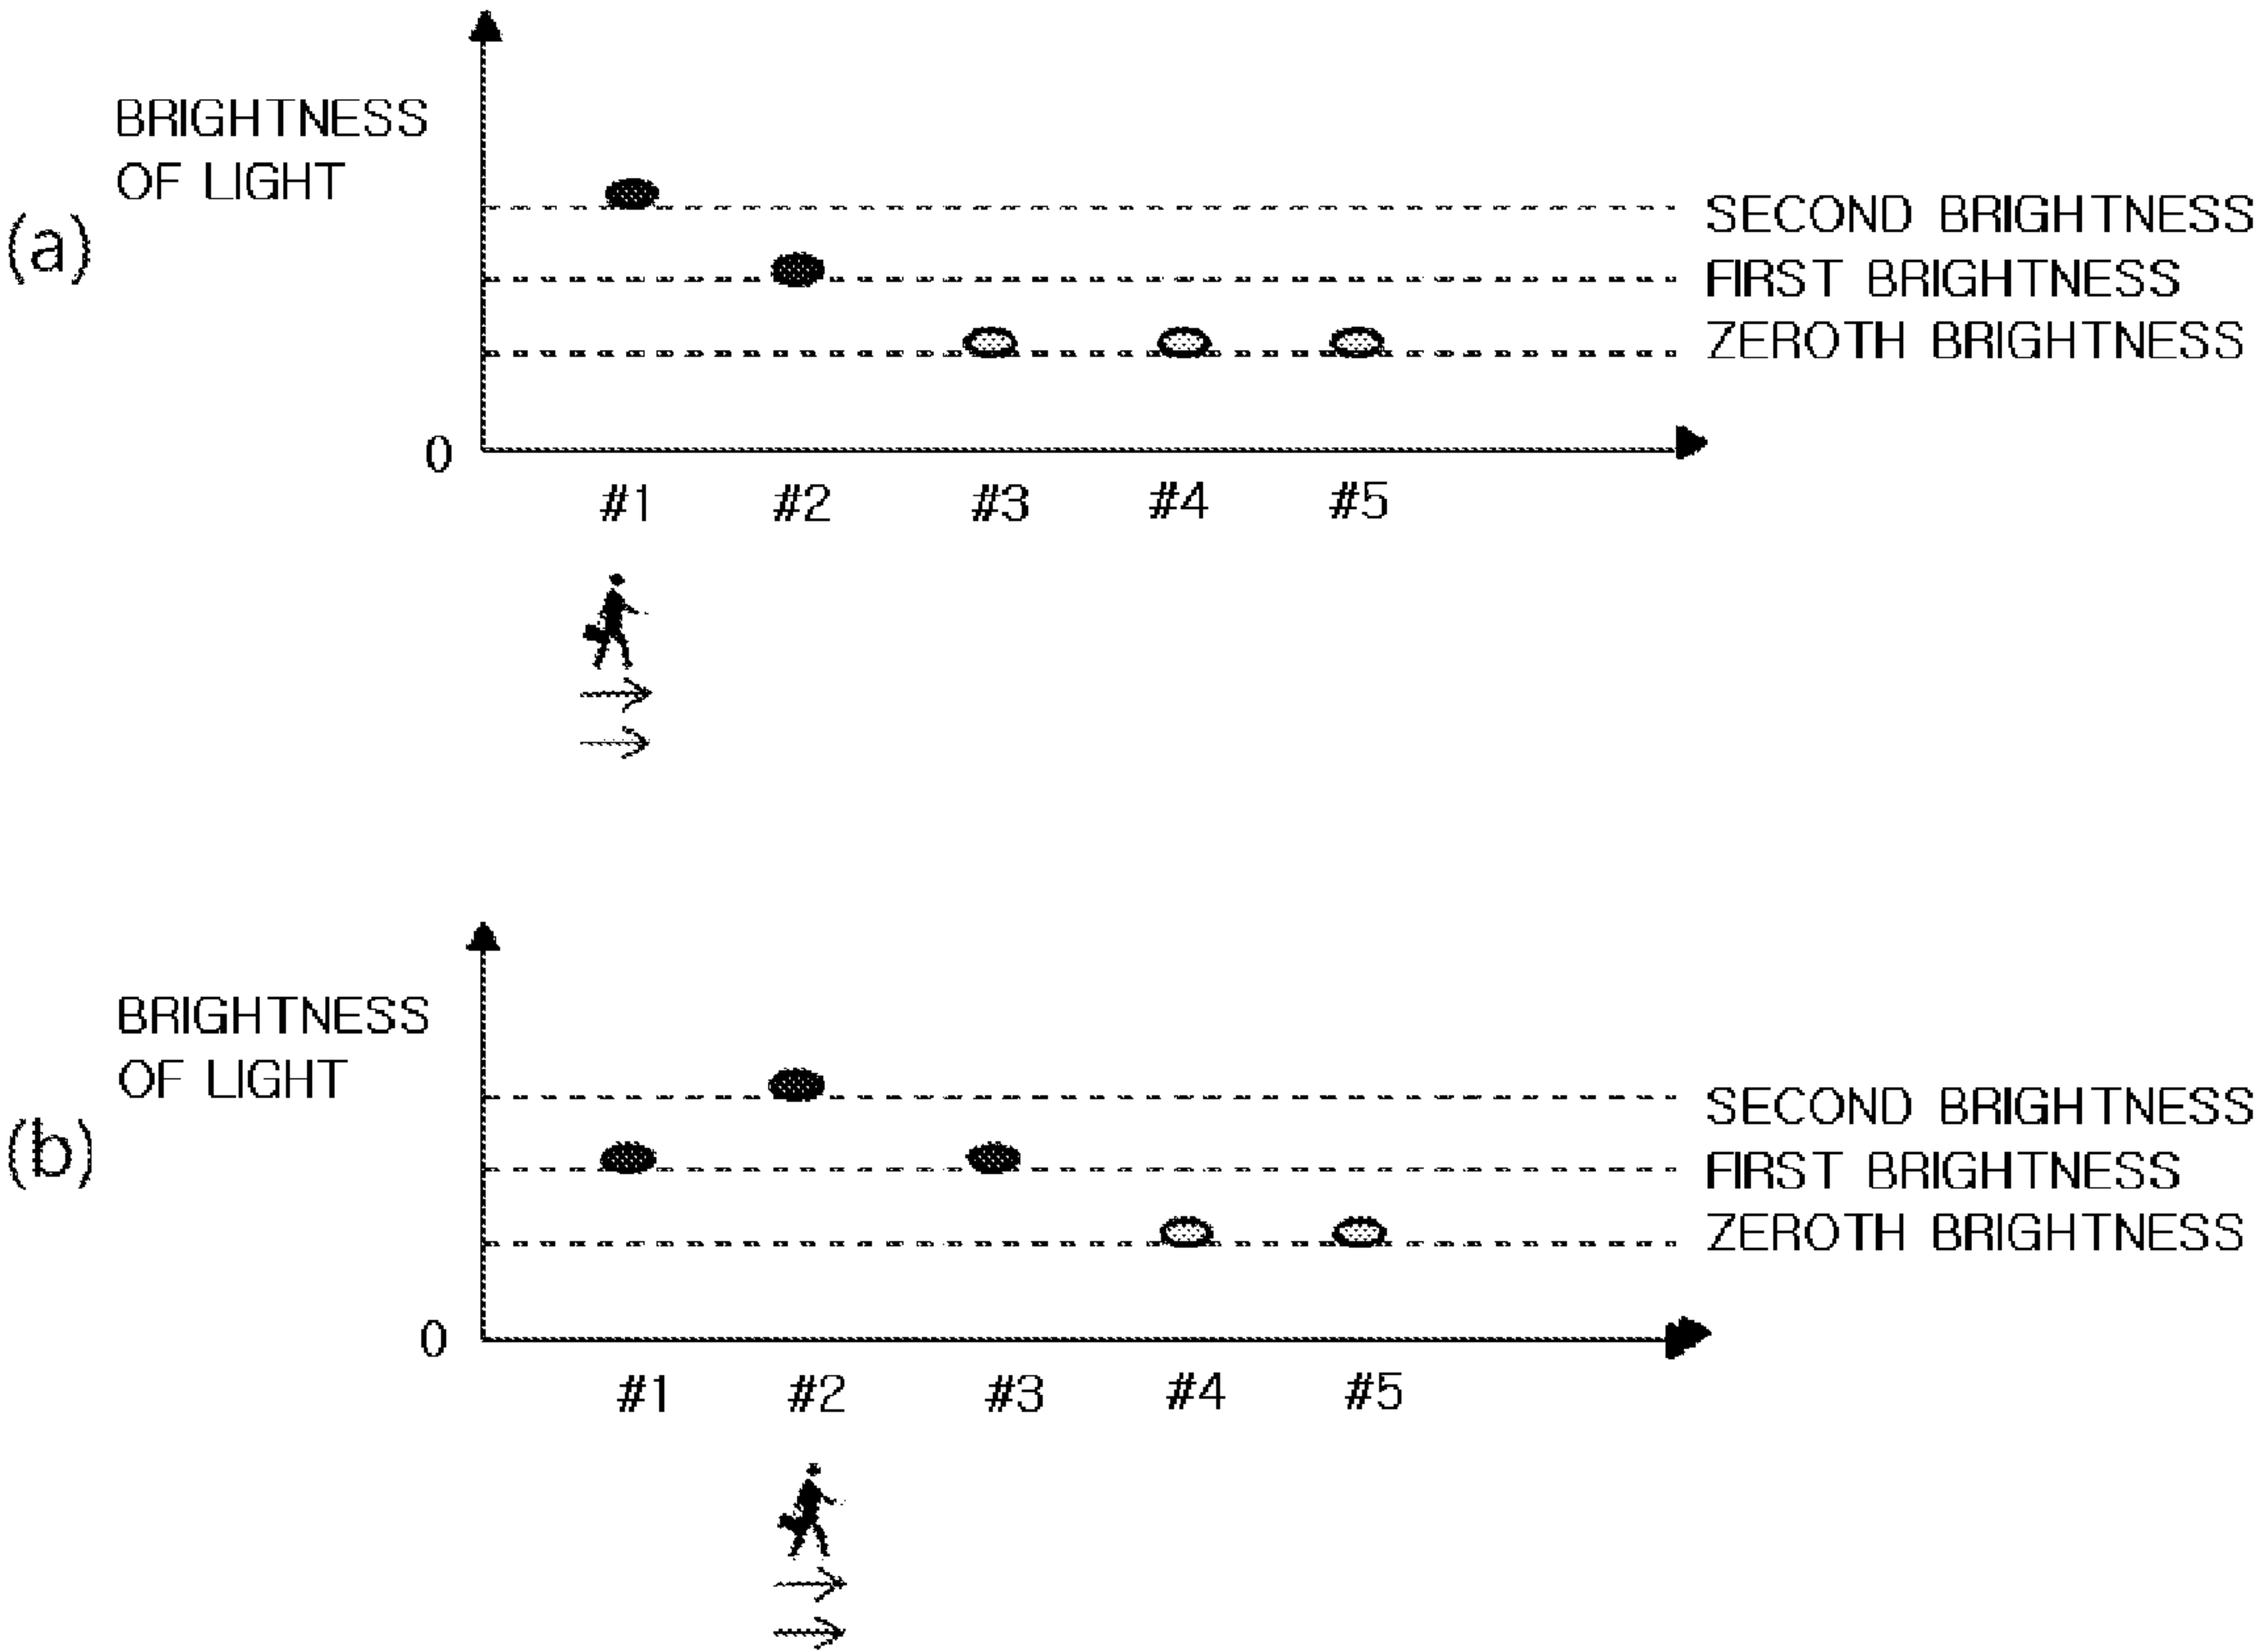 (a)
BRIGHTNESS
OF LIGHT
SECOND BRIGHTNESS
FIRST BRIGHTNESS
ZEROTH BRIGHTNESS
0
#1 #2 #3 #4 #5
(b)
BRIGHTNESS
OF LIGHT
SECOND BRIGHTNESS
FIRST BRIGHTNESS
ZEROTH BRIGHTNESS
0
#1 #2 #3 #4 #5